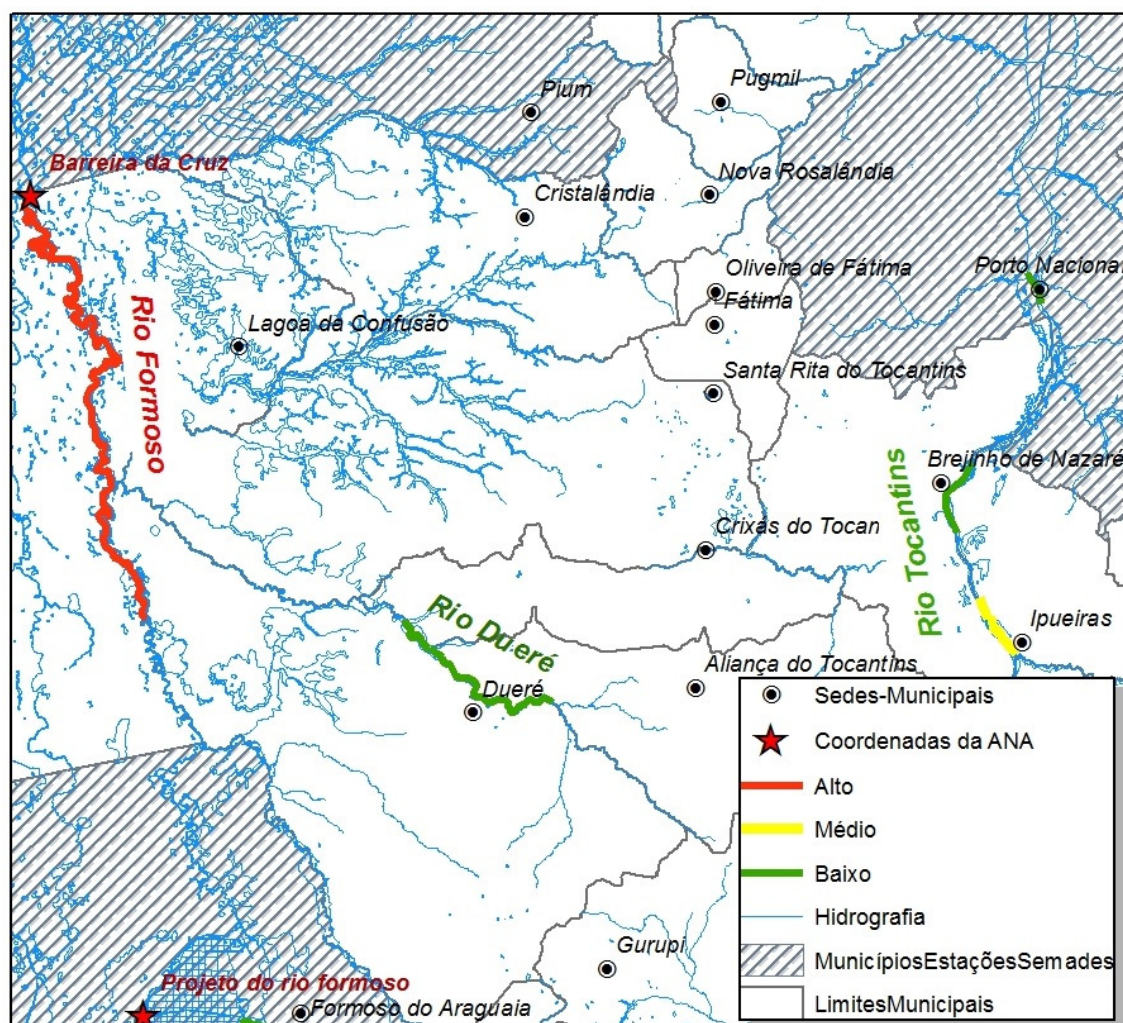 Pium
Pugmil
Barreira da Cruz
Cristalândia
Nova Rosalândia
Oliveira de Fátima
Porto Nacional
Fátima
Rio Formoso
Lagoa da Confusão
Santa Rita do Tocantins
Brejinho de Nazaré
Rio Tocantins
Crixás do Tocan
Rio Dueré
Ipueiras
Aliança do Tocantins
Dueré
Gurupi
Projeto do rio formoso
Formoso do Araguaia
Sedes-Municipais
Coordenadas da ANA
Alto
Médio
Baixo
Hidrografia
MunicípiosEstaçõesSemades
LimitesMunicipais